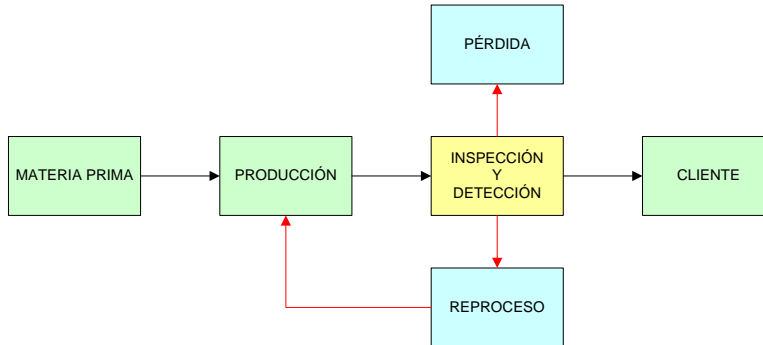 PÉRDIDA
MATERIA PRIMA
PRODUCCIÓN
INSPECCIÓN
Y
DETECCIÓN
CLIENTE
REPROCESO